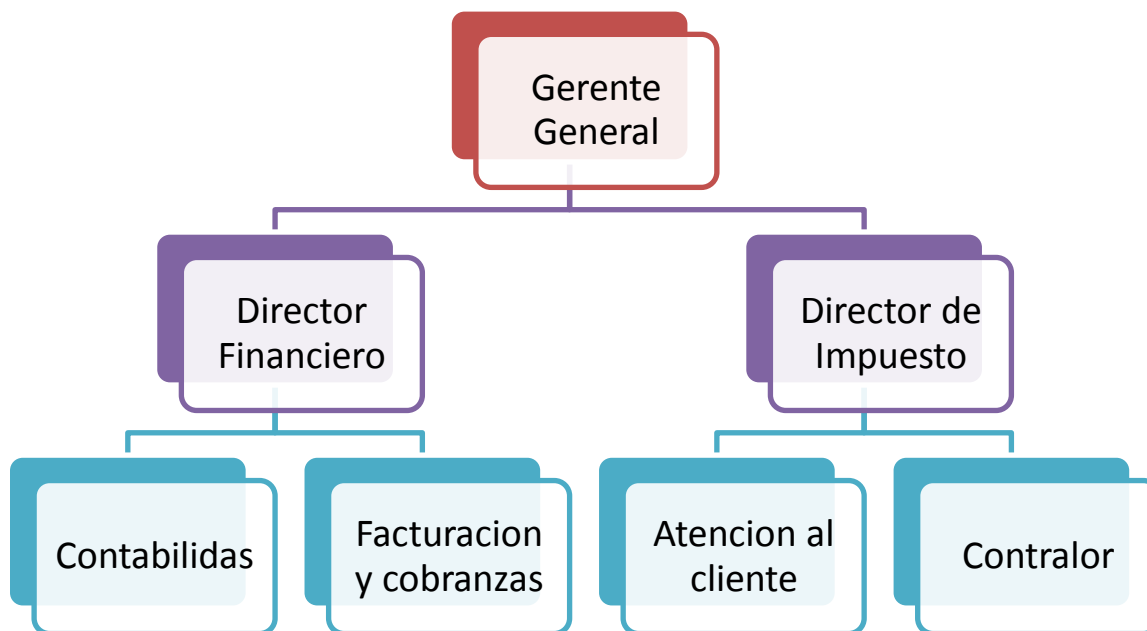 Gerente
General
Director
Financiero
Director de
Impuesto
Contabilidas
Facturacion
y cobranzas
Atencion al
cliente
Contralor